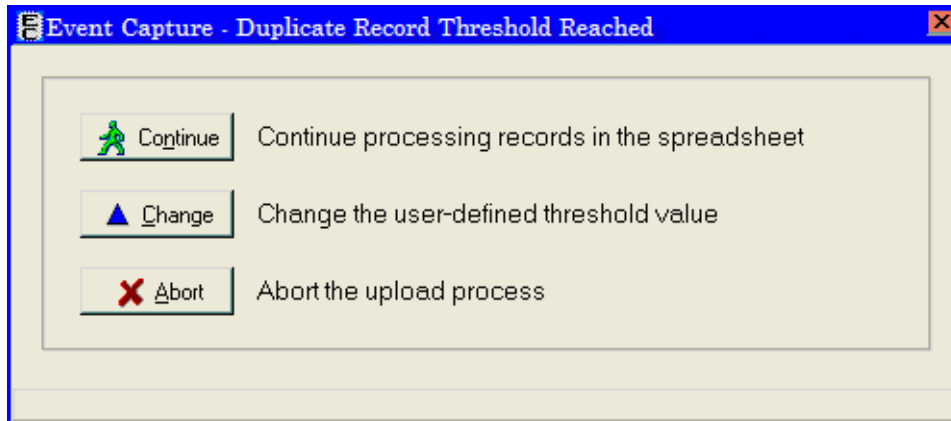 Event Capture - Duplicate Record Threshold Reached
Continue Continue processing records in the spreadsheet
Change Change the user-defined threshold value
Abort Abort the upload process